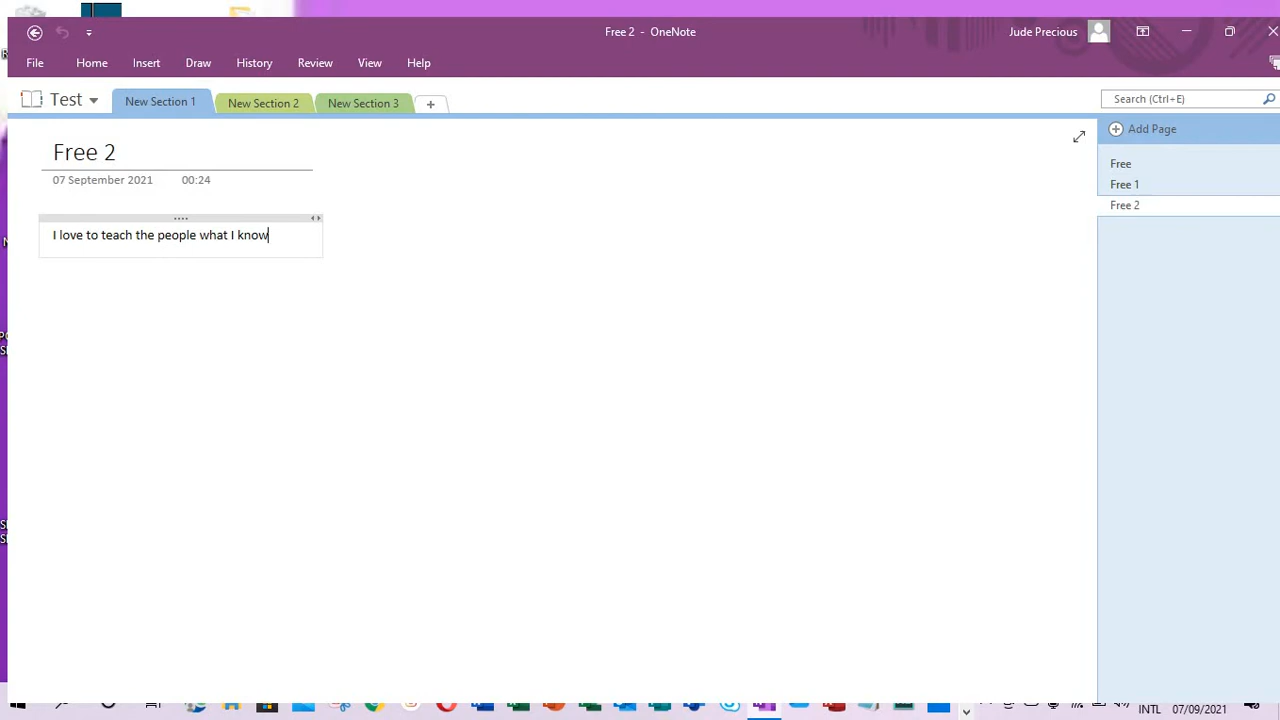 Free 2 - OneNote
Jude Precious
File Home Insert Draw History Review View Help
Test New Section 1 New Section 2 New Section 3
Search (Ctrl+E)
Add Page
Free 2
Free
07 September 2021 00:24
Free 1
Free 2
I love to teach the people what I know
INTL 07/09/2021